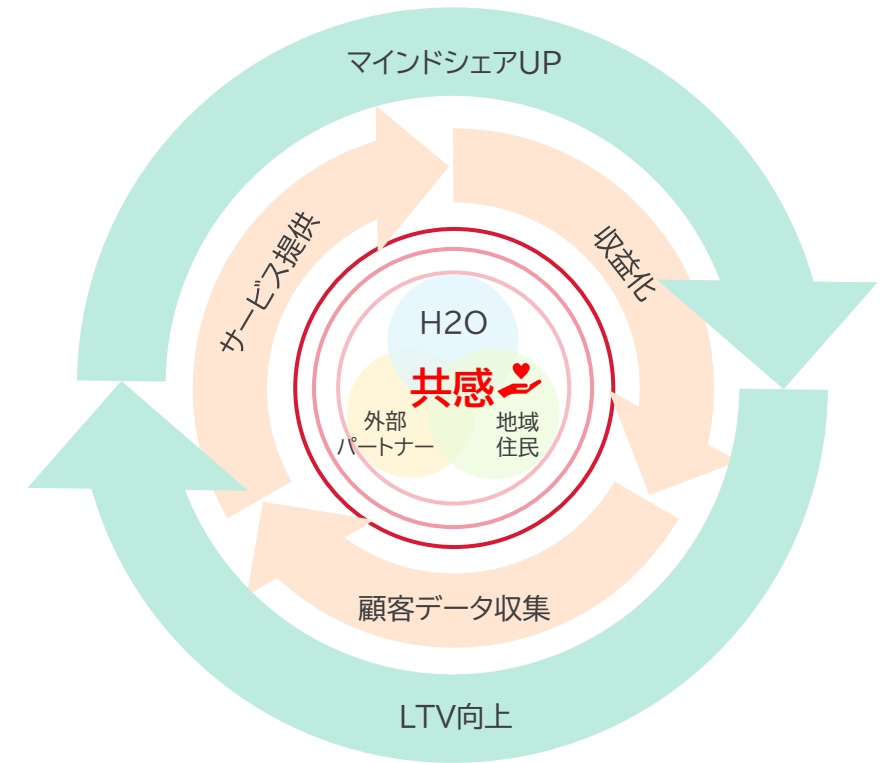 マインドシェアUP
サービス提供
収益化
H2O
共感
外部
パートナー
地域
住民
顧客データ収集
LTV向上